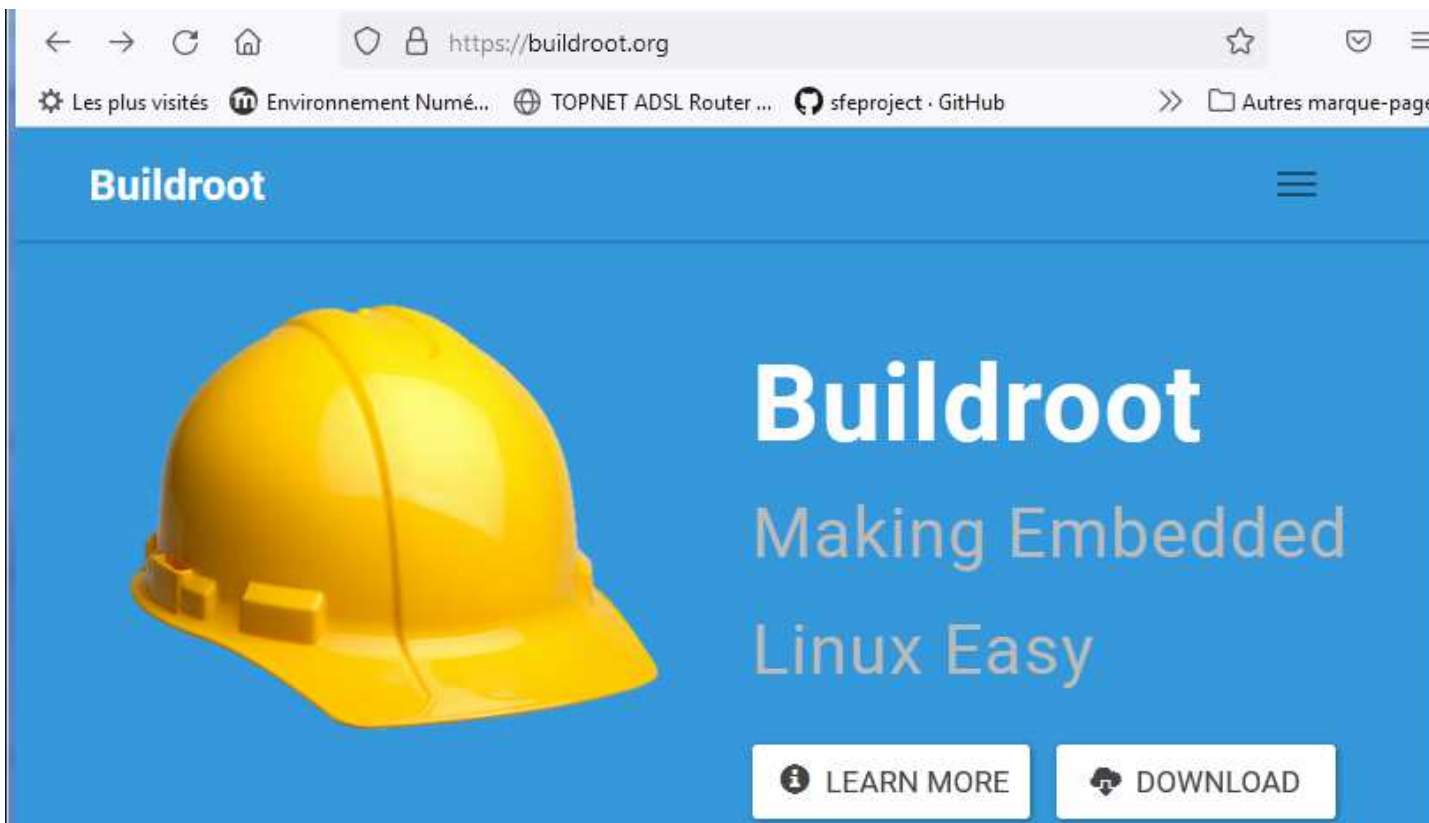 https://buildroot.org
Les plus visités Environnement Numé... TOPNET ADSL Router ... sfeproject · GitHub Autres marque-page
Buildroot
Buildroot
Making Embedded
Linux Easy
LEARN MORE DOWNLOAD